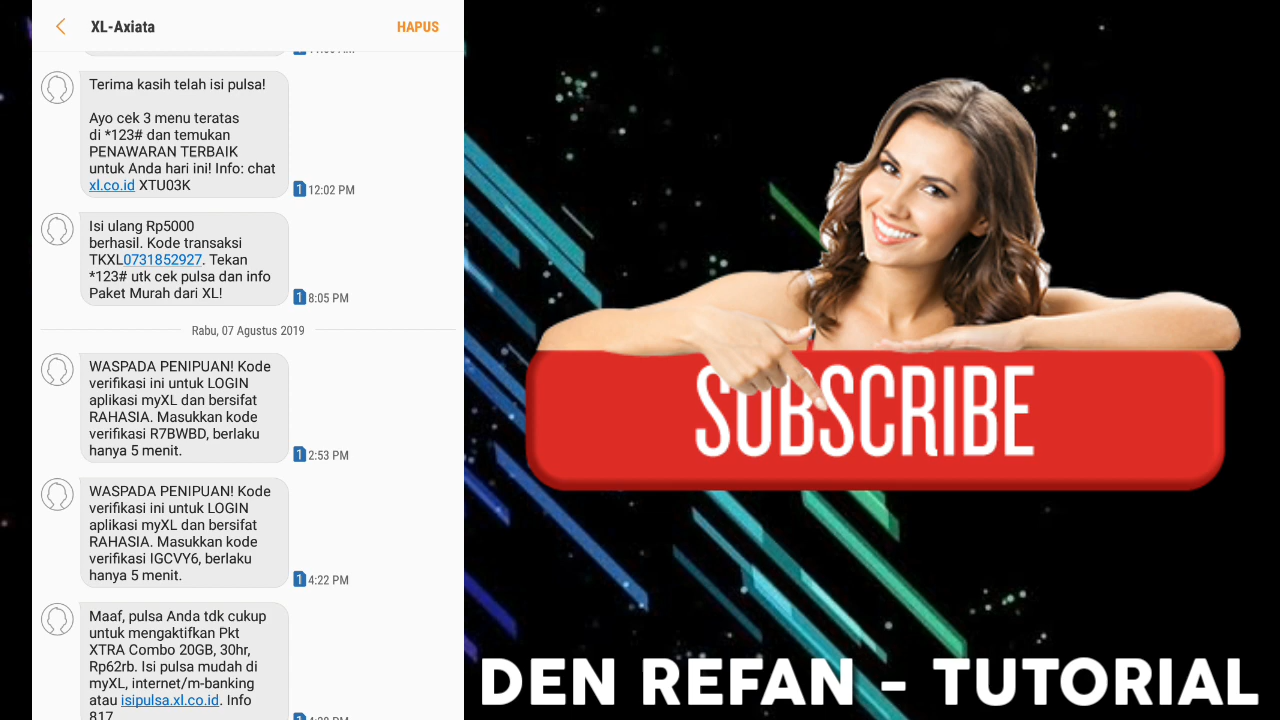 XL-Axiata
HAPUS
Terima kasih telah isi pulsa!
Ayo cek 3 menu teratas
di *123# dan temukan
PENAWARAN TERBAIK
untuk Anda hari ini! Info: chat
xl.co.id XTU03K
1 12:02 PM
Isi ulang Rp5000
berhasil. Kode transaksi
TKXL0731852927. Tekan
*123# utk cek pulsa dan info
Paket Murah dari XL!
1 8:05 PM
Rabu, 07 Agustus 2019
WASPADA PENIPUAN! Kode
verifikasi ini untuk LOGIN
aplikasi myXL dan bersifat
RAHASIA. Masukkan kode
verifikasi R7BWBD, berlaku
hanya 5 menit.
1 2:53 PM
WASPADA PENIPUAN! Kode
verifikasi ini untuk LOGIN
aplikasi myXL dan bersifat
RAHASIA. Masukkan kode
verifikasi IGCVY6, berlaku
hanya 5 menit.
1 4:22 PM
Maaf, pulsa Anda tdk cukup
untuk mengaktifkan Pkt
XTRA Combo 20GB, 30hr,
Rp62rb. Isi pulsa mudah di
myXL, internet/m-banking
atau isipulsa.xl.co.id. Info
817
SUBSCRIBE
DEN REFAN - TUTORIAL